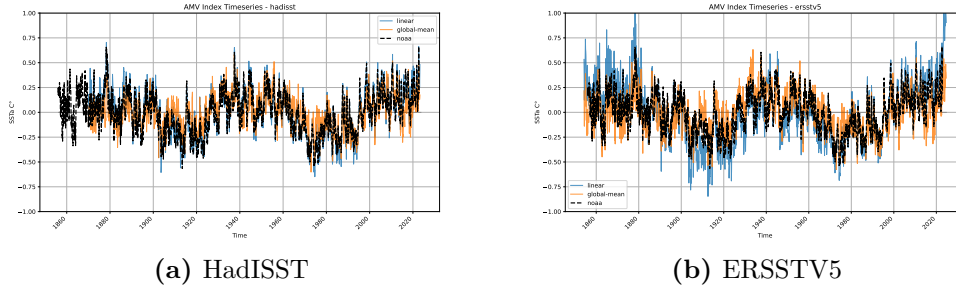 AMV Index Timeseries - hadisst
1.00
0.75
0.50
0.25
0.00
−0.25
−0.50
−0.75
−1.00
SSTa C°
linear
global-mean
noaa
1860
1880
1900
1920
1940
1960
1980
2000
2020
Time
(a) HadISST
AMV Index Timeseries - ersstv5
1.00
0.75
0.50
0.25
0.00
−0.25
−0.50
−0.75
−1.00
SSTa C°
linear
global-mean
noaa
1860
1880
1900
1920
1940
1960
1980
2000
2020
Time
(b) ERSSTV5